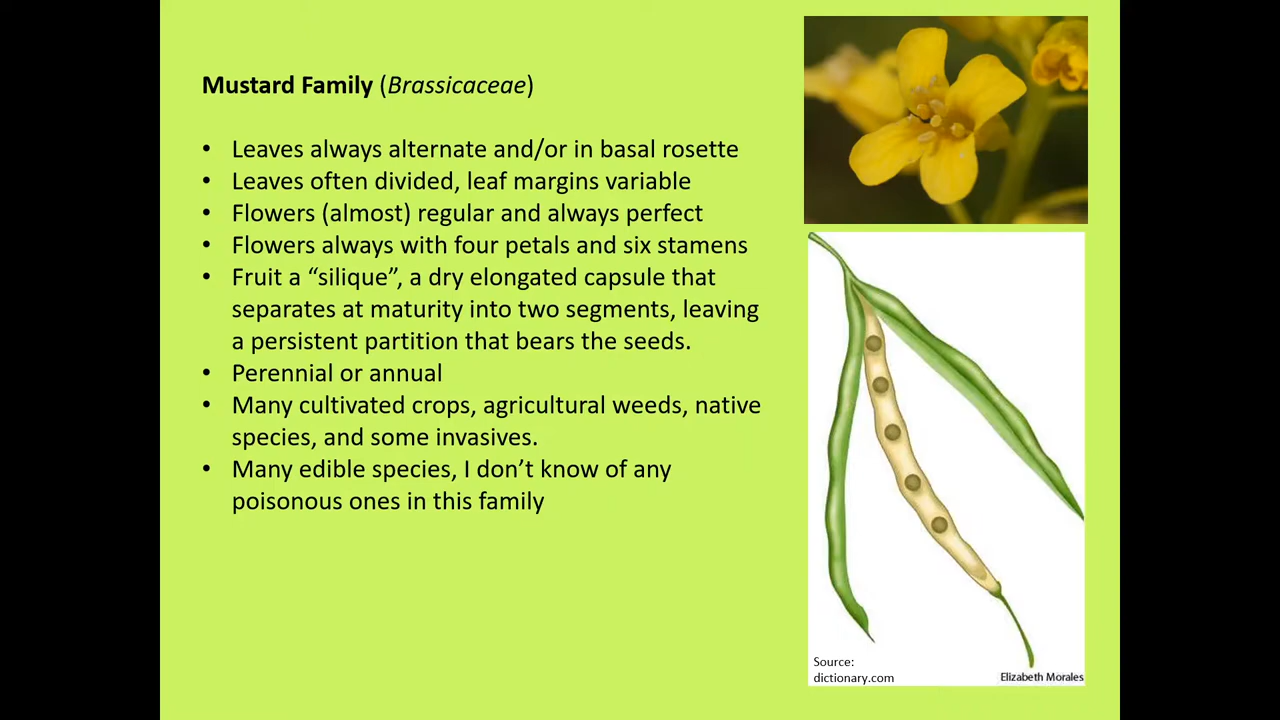 Mustard Family (Brassicaceae)
• Leaves always alternate and/or in basal rosette
• Leaves often divided, leaf margins variable
• Flowers (almost) regular and always perfect
• Flowers always with four petals and six stamens
• Fruit a “silique”, a dry elongated capsule that
separates at maturity into two segments, leaving
a persistent partition that bears the seeds.
• Perennial or annual
• Many cultivated crops, agricultural weeds, native
species, and some invasives.
• Many edible species, I don’t know of any
poisonous ones in this family
Source:
dictionary.com
Elizabeth Morales